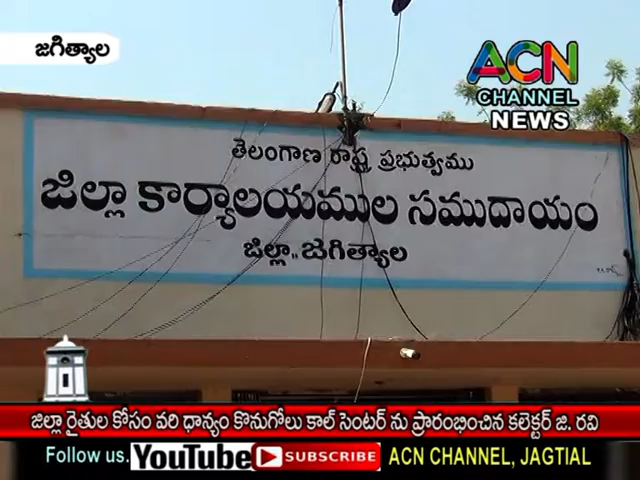 జగిత్యాల
ACN
CHANNEL
NEWS
తెలంగాణ రాష్ట్ర ప్రభుత్వము
జిల్లా కార్యాలయముల సముదాయం
జిల్లా.. జెగిత్యాల
జిల్లా రైతుల కోసం వరి ధాన్యం కొనుగోలు కాల్ సెంటర్ ను ప్రారంభించిన కలెక్టర్ జి. రవి
Follow us. YouTube SUBSCRIBE ACN CHANNEL, JAGTIAL